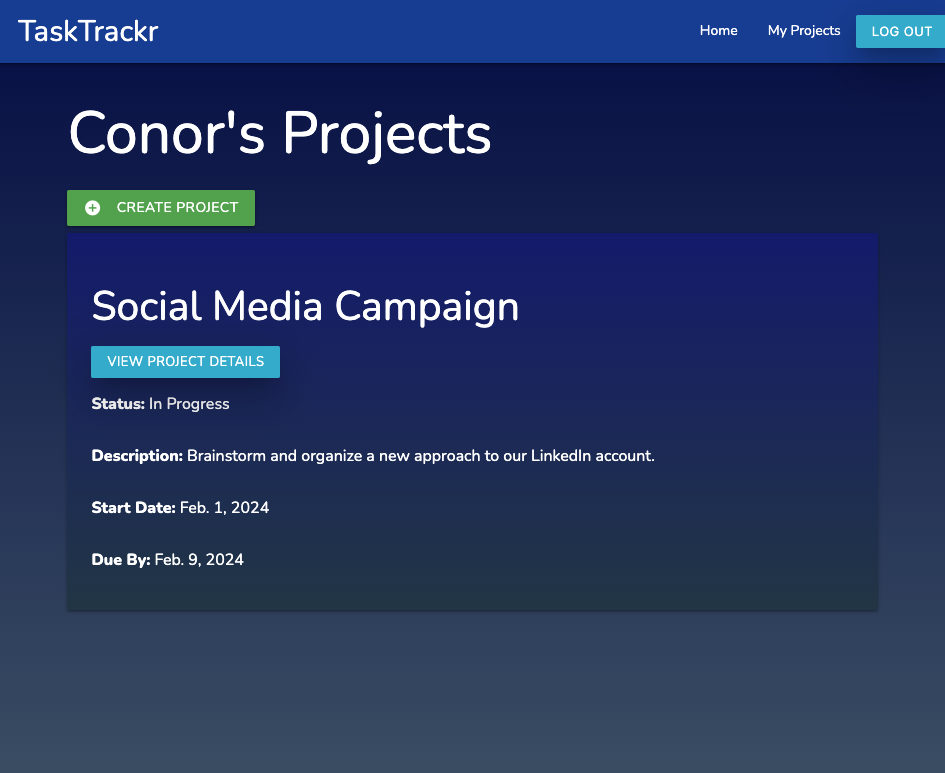 TaskTrackr
Home
My Projects
LOG OUT
Conor's Projects
CREATE PROJECT
Social Media Campaign
VIEW PROJECT DETAILS
Status: In Progress
Description: Brainstorm and organize a new approach to our LinkedIn account.
Start Date: Feb. 1, 2024
Due By: Feb. 9, 2024